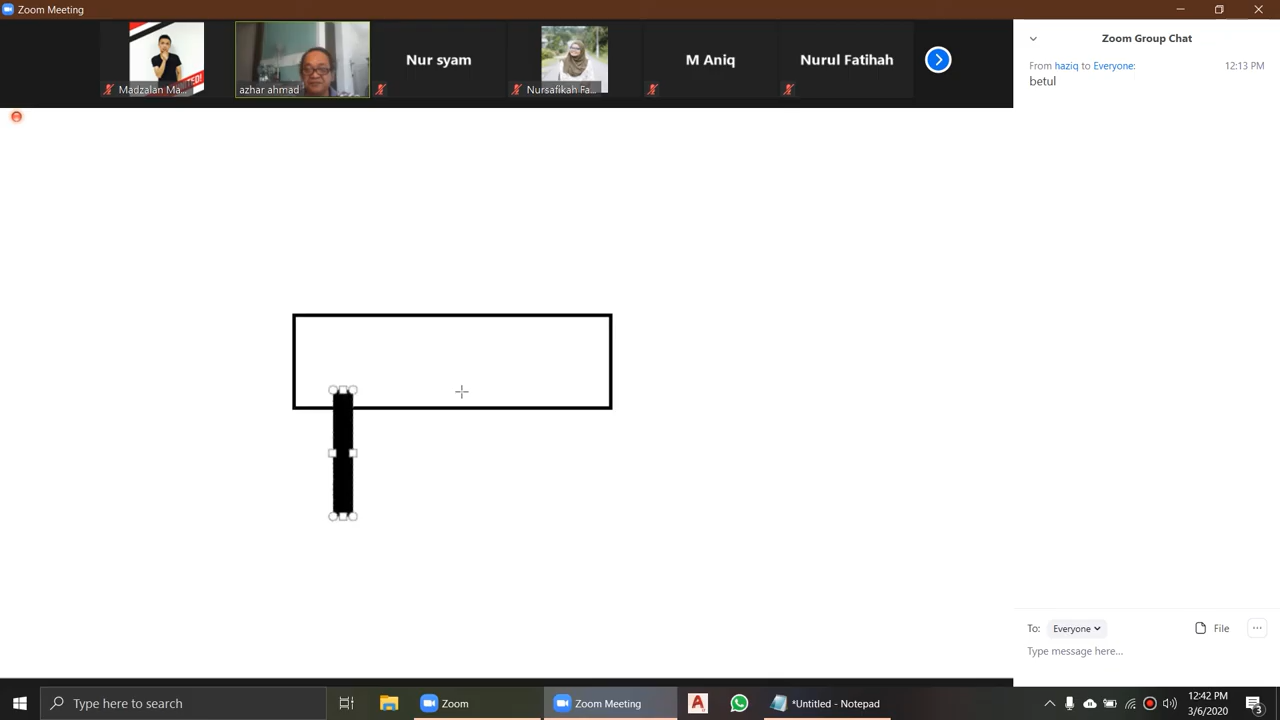 Zoom Meeting
Madzalan Ma...
azhar ahmad
Nur syam
Nursafikah Fa...
M Aniq
Nurul Fatihah
Zoom Group Chat
From haziq to Everyone: 12:13 PM
betul
To: Everyone File
Type message here...
Type here to search
Zoom
Zoom Meeting
*Untitled - Notepad
12:42 PM
3/6/2020
3